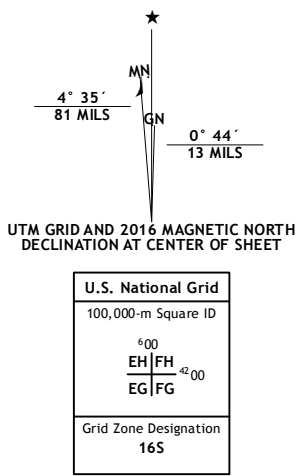 ★
MN
4° 35´
81 MILS
GN
0° 44´
13 MILS
UTM GRID AND 2016 MAGNETIC NORTH
DECLINATION AT CENTER OF SHEET
U.S. National Grid
100,000-m Square ID
⁶00
EH FH
⁴²00
EG FG
Grid Zone Designation
16S